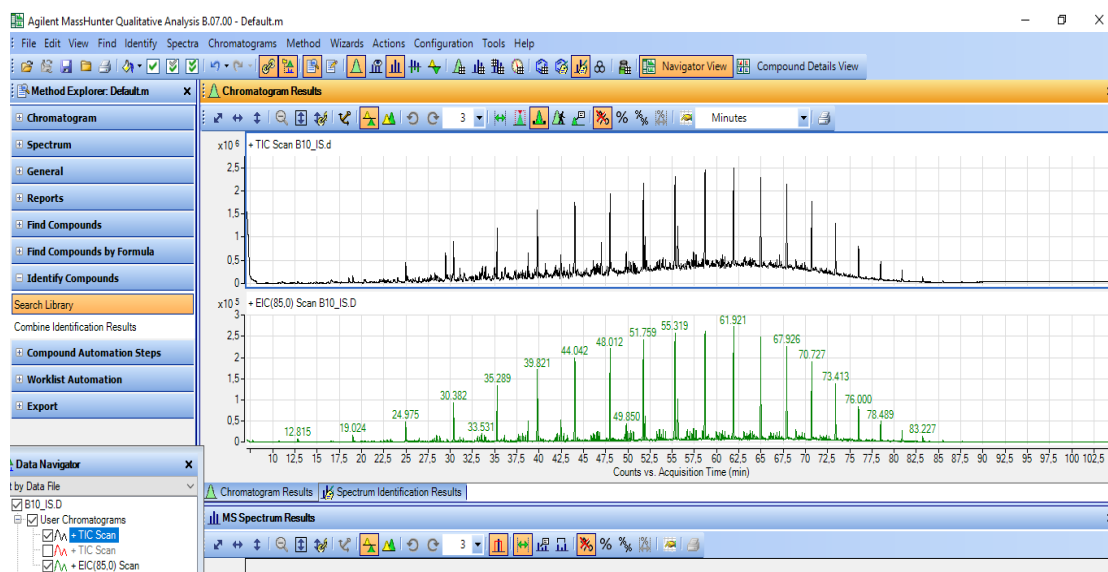 Agilent MassHunter Qualitative Analysis B.07.00 - Default.m
File Edit View Find Identify Spectra Chromatograms Method Wizards Actions Configuration Tools Help
Navigator View Compound Details View
Method Explorer: Default.m
Chromatogram
Spectrum
General
Reports
Find Compounds
Find Compounds by Formula
Identify Compounds
Search Library
Combine Identification Results
Compound Automation Steps
Worklist Automation
Export
Chromatogram Results
3 % Minutes
x10 6 + TIC Scan B10_IS.d
2,5
2
1,5
1
0,5
0
x10 5 + EIC(85,0) Scan B10_IS.D
3
2,5
2
1,5
1
0,5
0
12.815 19.024 24.975 30.382 33.531 35.289 39.821 44.042 48.012 49.850 51.759 55.319 61.921 67.926 70.727 73.413 76.000 78.489 83.227
10 12,5 15 17,5 20 22,5 25 27,5 30 32,5 35 37,5 40 42,5 45 47,5 50 52,5 55 57,5 60 62,5 65 67,5 70 72,5 75 77,5 80 82,5 85 87,5 90 92,5 95 97,5 100 102,5
Counts vs. Acquisition Time (min)
Chromatogram Results Spectrum Identification Results
MS Spectrum Results
3 %
Data Navigator
t by Data File
B10_IS.D
User Chromatograms
+ TIC Scan
+ TIC Scan
+ EIC(85,0) Scan